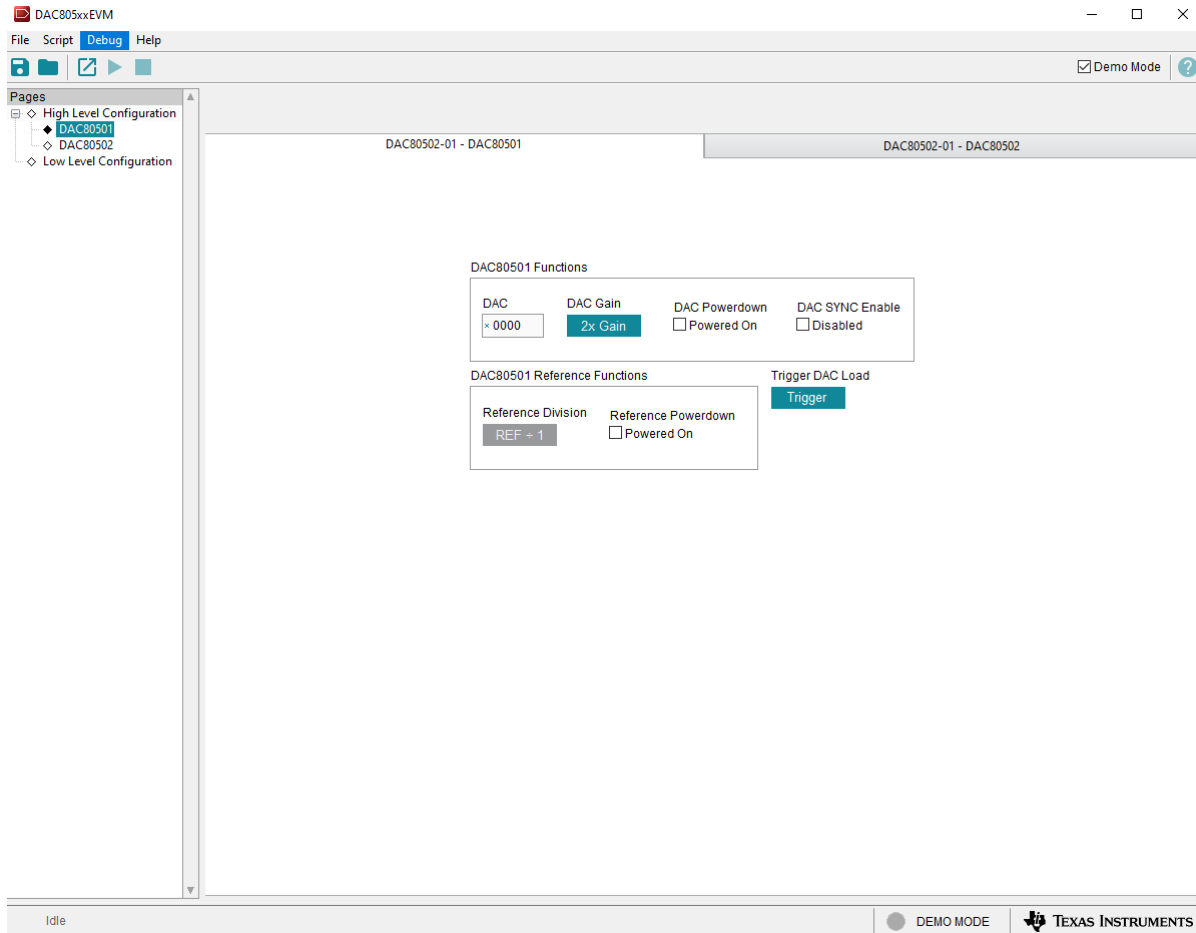 DAC805xxEVM
File Script Debug Help
Demo Mode
Pages
High Level Configuration
DAC80501
DAC80502
Low Level Configuration
DAC80502-01 - DAC80501
DAC80502-01 - DAC80502
DAC80501 Functions
DAC DAC Gain DAC Powerdown DAC SYNC Enable
× 0000 2x Gain Powered On Disabled
DAC80501 Reference Functions
Trigger DAC Load
Trigger
Reference Division Reference Powerdown
REF ÷ 1 Powered On
Idle
DEMO MODE
TEXAS INSTRUMENTS